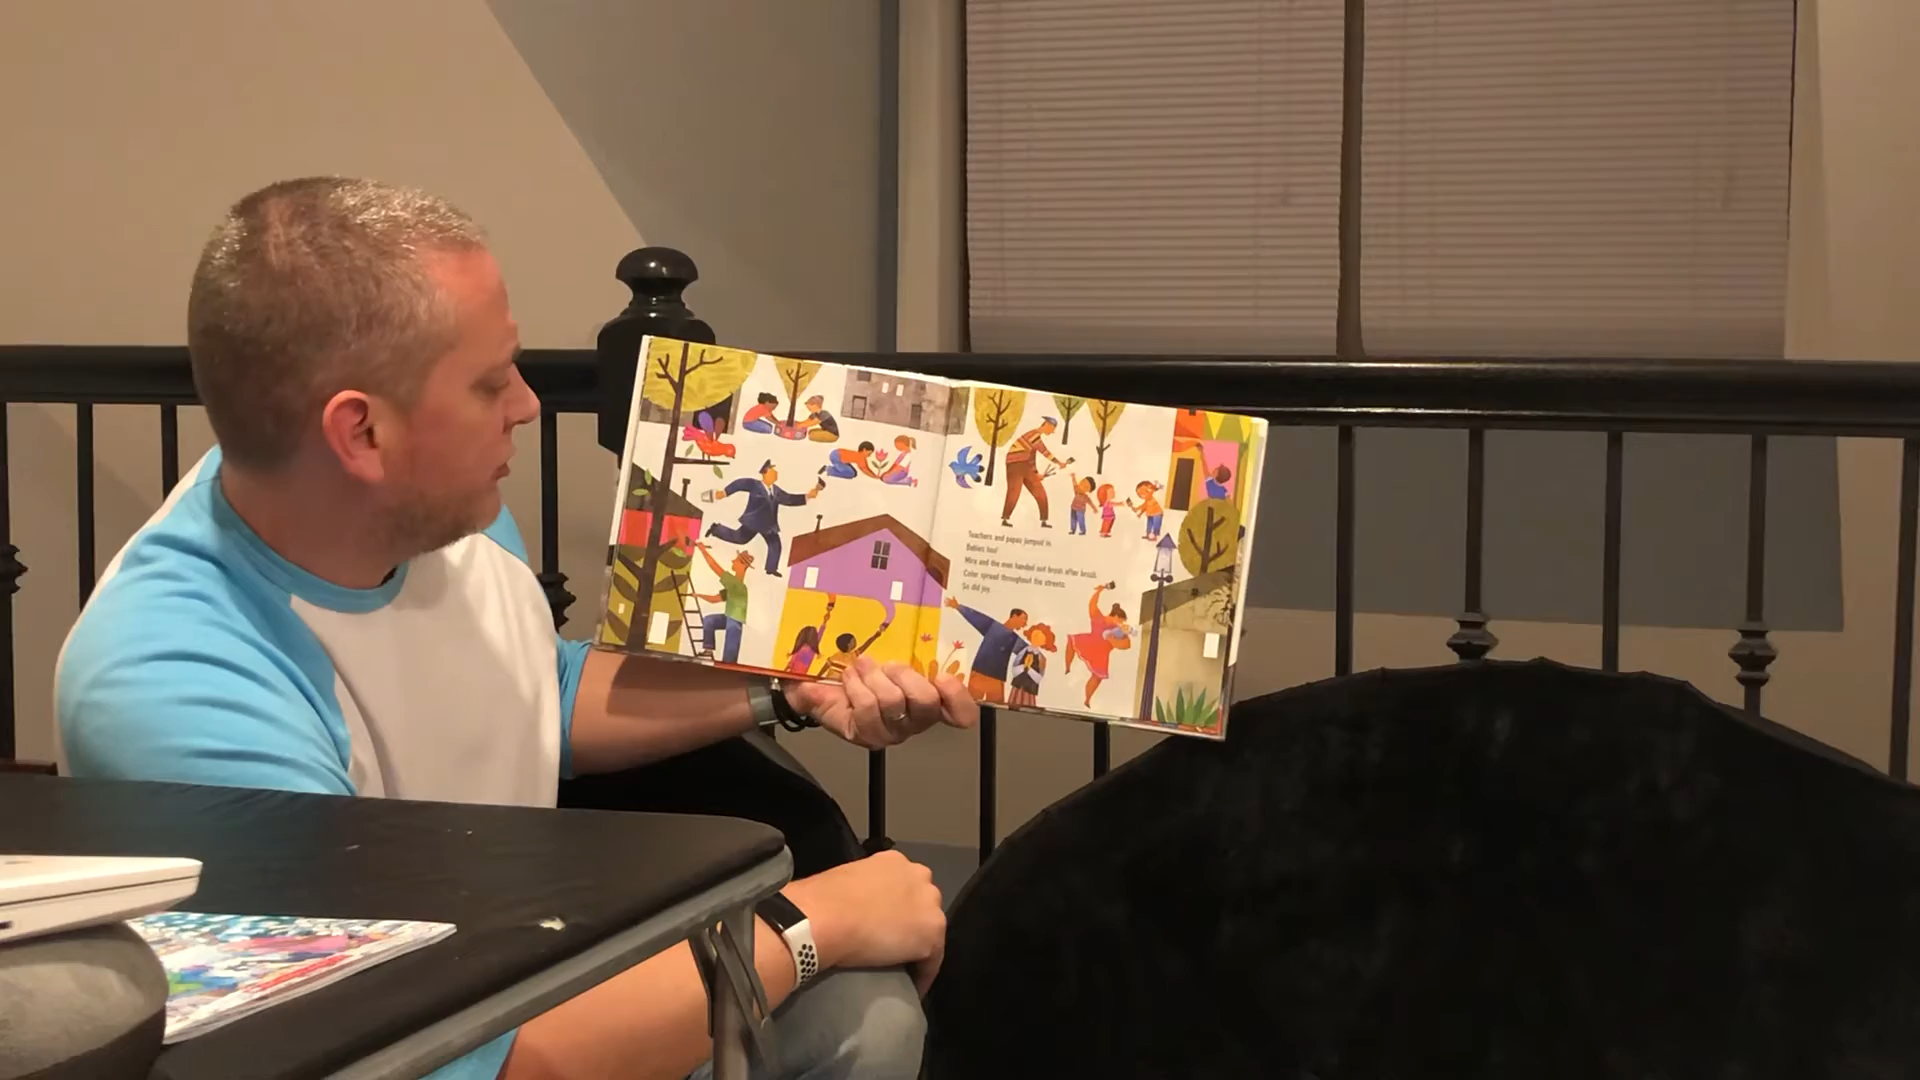 Teachers and papas jumped in.
Babies too!
Mira and the man handed out brush after brush.
Color spread throughout the streets.
So did joy.